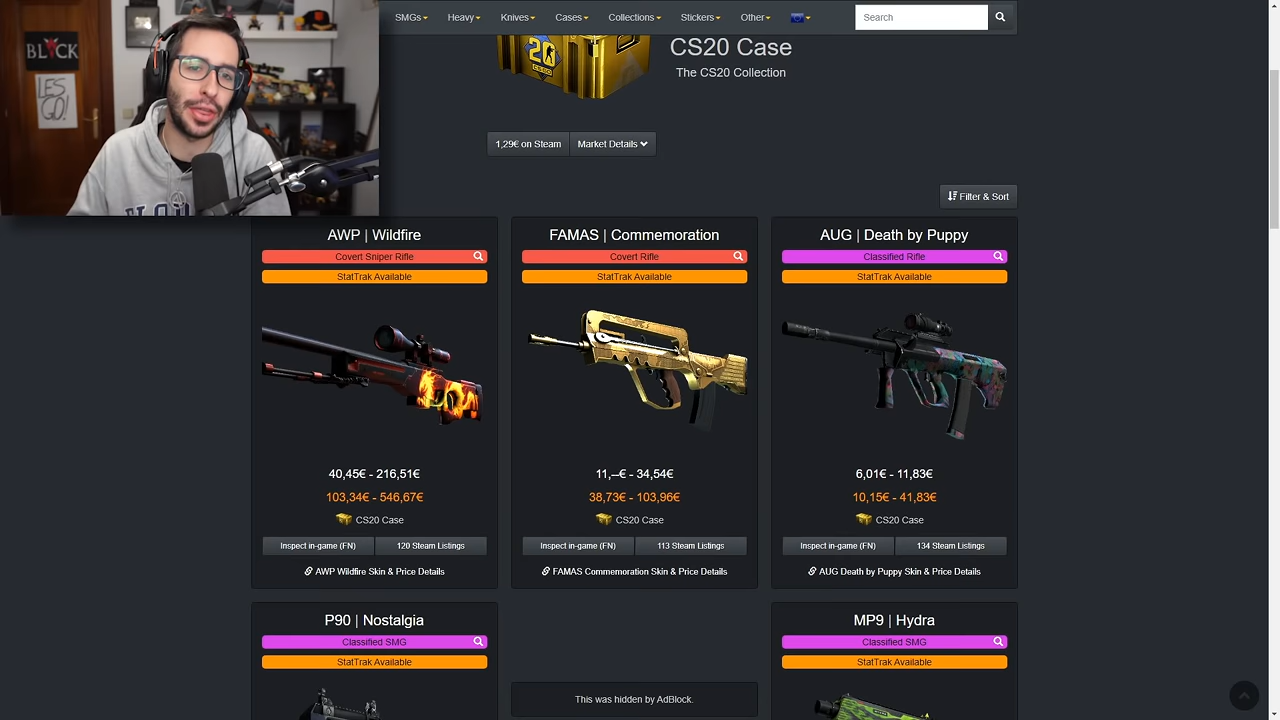 SMGs Heavy Knives Cases Collections Stickers Other Search
BLICK
LES GO!
20
CS20 Case
The CS20 Collection
1,29€ on Steam Market Details
Filter & Sort
AWP | Wildfire
Covert Sniper Rifle
StatTrak Available
40,45€ - 216,51€
103,34€ - 546,67€
CS20 Case
Inspect in-game (FN) 120 Steam Listings
AWP Wildfire Skin & Price Details
FAMAS | Commemoration
Covert Rifle
StatTrak Available
11,--€ - 34,54€
38,73€ - 103,96€
CS20 Case
Inspect in-game (FN) 113 Steam Listings
FAMAS Commemoration Skin & Price Details
AUG | Death by Puppy
Classified Rifle
StatTrak Available
6,01€ - 11,83€
10,15€ - 41,83€
CS20 Case
Inspect in-game (FN) 134 Steam Listings
AUG Death by Puppy Skin & Price Details
P90 | Nostalgia
Classified SMG
StatTrak Available
This was hidden by AdBlock.
MP9 | Hydra
Classified SMG
StatTrak Available